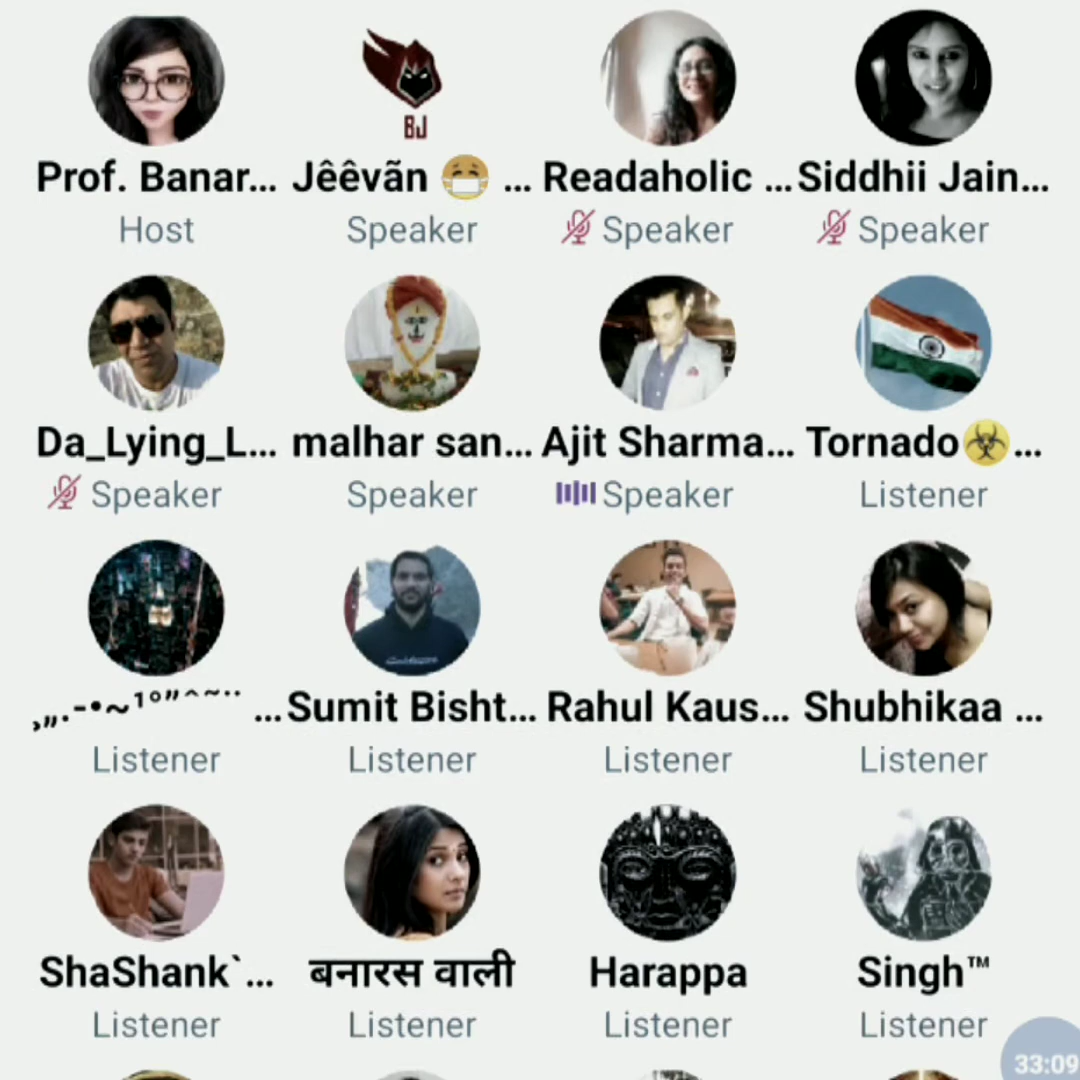 BJ
Prof. Banar... Jêêvãn 😷 ... Readaholic ... Siddhii Jain...
Host Speaker Speaker Speaker
Da_Lying_L... malhar san... Ajit Sharma... Tornado☣️...
Speaker Speaker Speaker Listener
¸„.-•~¹°”ˆ˜¨ ... Sumit Bisht... Rahul Kaus... Shubhikaa ...
Listener Listener Listener Listener
ShaShank`... बनारस वाली Harappa Singh™
Listener Listener Listener Listener
33:09